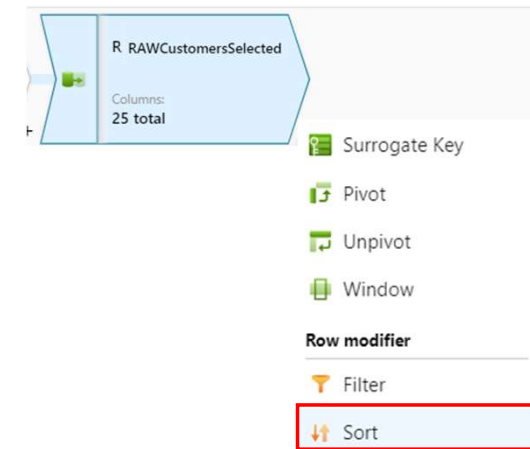 R RAWCustomersSelected
Columns:
25 total
+
Surrogate Key
Pivot
Unpivot
Window
Row modifier
Filter
Sort